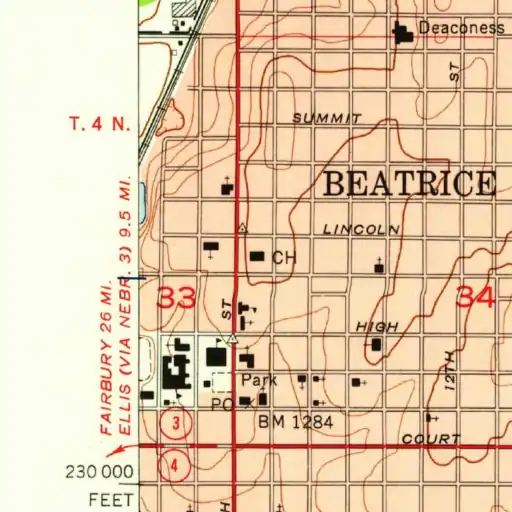 Deaconess
ST
SUMMIT
T. 4 N.
BEATRICE
LINCOLN
CH
33
34
ST
HIGH
12TH
FAIRBURY 26 MI.
ELLIS (VIA NEBR. 3) 9.5 MI.
Park
PO
BM 1284
3
COURT
4
230 000
FEET
H